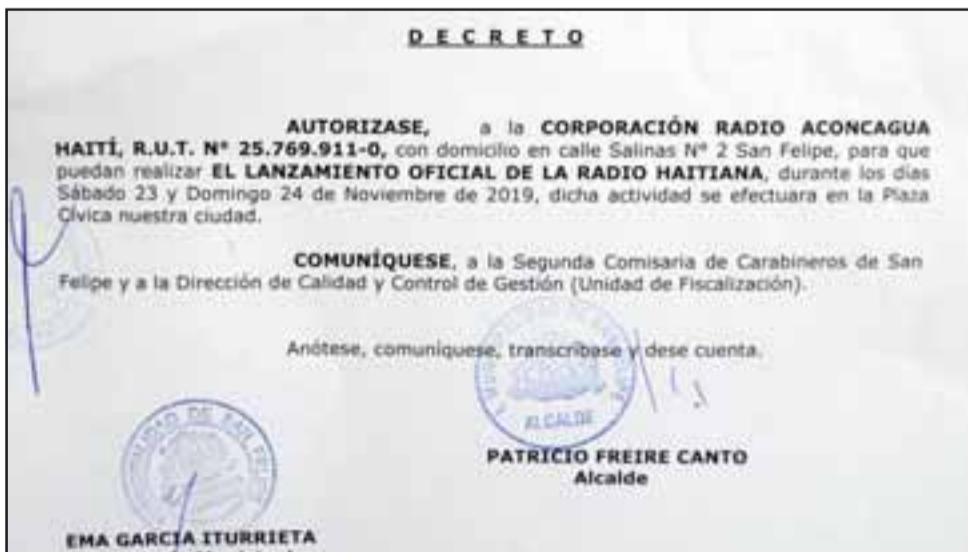 DECRETO
AUTORIZASE, a la CORPORACIÓN RADIO ACONCAGUA
HAITÍ, R.U.T. N° 25.769.911-0, con domicilio en calle Salinas N° 2 San Felipe, para que
puedan realizar EL LANZAMIENTO OFICIAL DE LA RADIO HAITIANA, durante los días
Sábado 23 y Domingo 24 de Noviembre de 2019, dicha actividad se efectuara en la Plaza
Cívica nuestra ciudad.
COMUNÍQUESE, a la Segunda Comisaria de Carabineros de San
Felipe y a la Dirección de Calidad y Control de Gestión (Unidad de Fiscalización).
Anótese, comuníquese, transcríbase y dese cuenta.
ALCALDE
PATRICIO FREIRE CANTO
Alcalde
EMA GARCÍA ITURRIETA